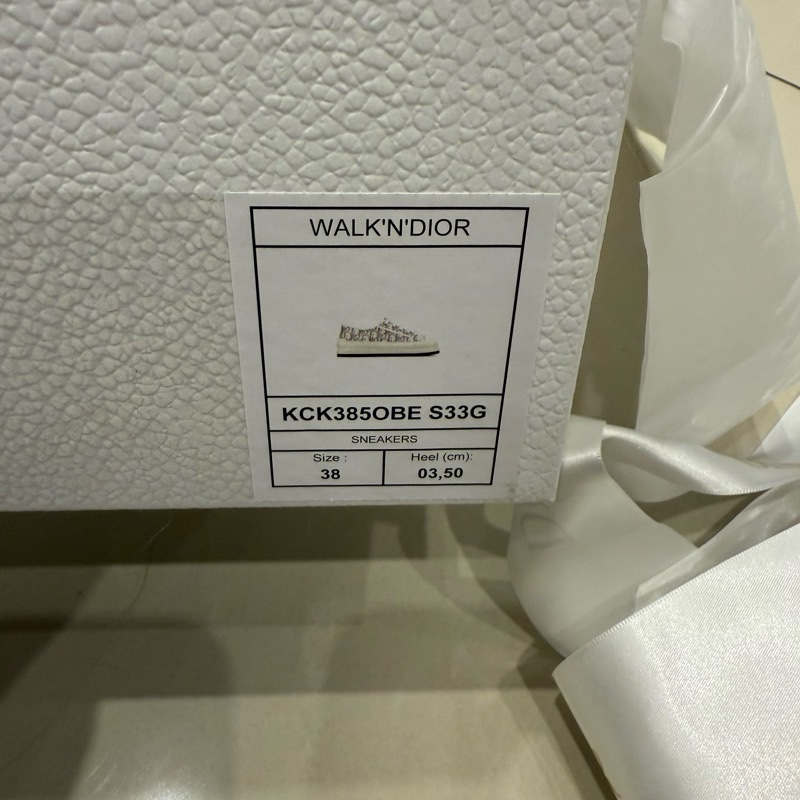 WALK'N'DIOR
KCK385OBE S33G
SNEAKERS
Size :
38
Heel (cm):
03,50